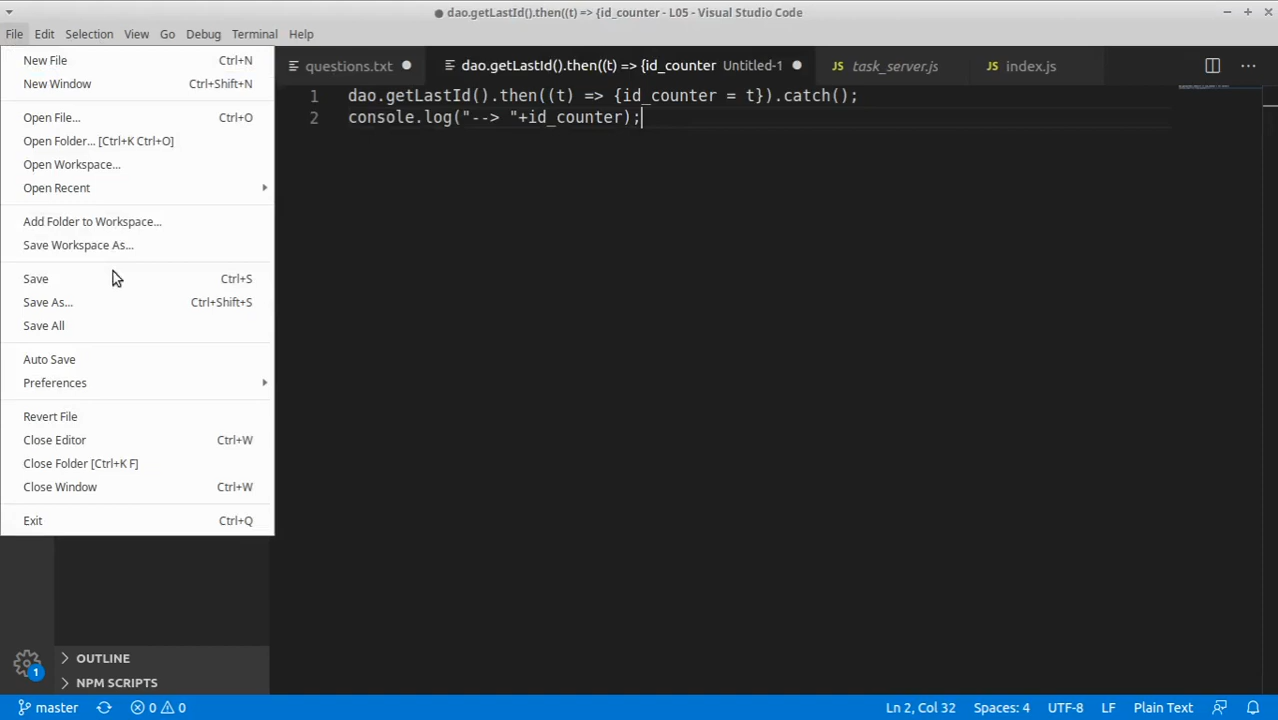 dao.getLastId().then((t) => {id_counter - L05 - Visual Studio Code
File Edit Selection View Go Debug Terminal Help
New File Ctrl+N
New Window Ctrl+Shift+N
Open File... Ctrl+O
Open Folder... [Ctrl+K Ctrl+O]
Open Workspace...
Open Recent
Add Folder to Workspace...
Save Workspace As...
Save Ctrl+S
Save As... Ctrl+Shift+S
Save All
Auto Save
Preferences
Revert File
Close Editor Ctrl+W
Close Folder [Ctrl+K F]
Close Window Ctrl+W
Exit Ctrl+Q
questions.txt dao.getLastId().then((t) => {id_counter Untitled-1 JS task_server.js JS index.js
1 dao.getLastId().then((t) => {id_counter = t}).catch();
2 console.log("--> "+id_counter);
OUTLINE
NPM SCRIPTS
1
master 0 0 Ln 2, Col 32 Spaces: 4 UTF-8 LF Plain Text